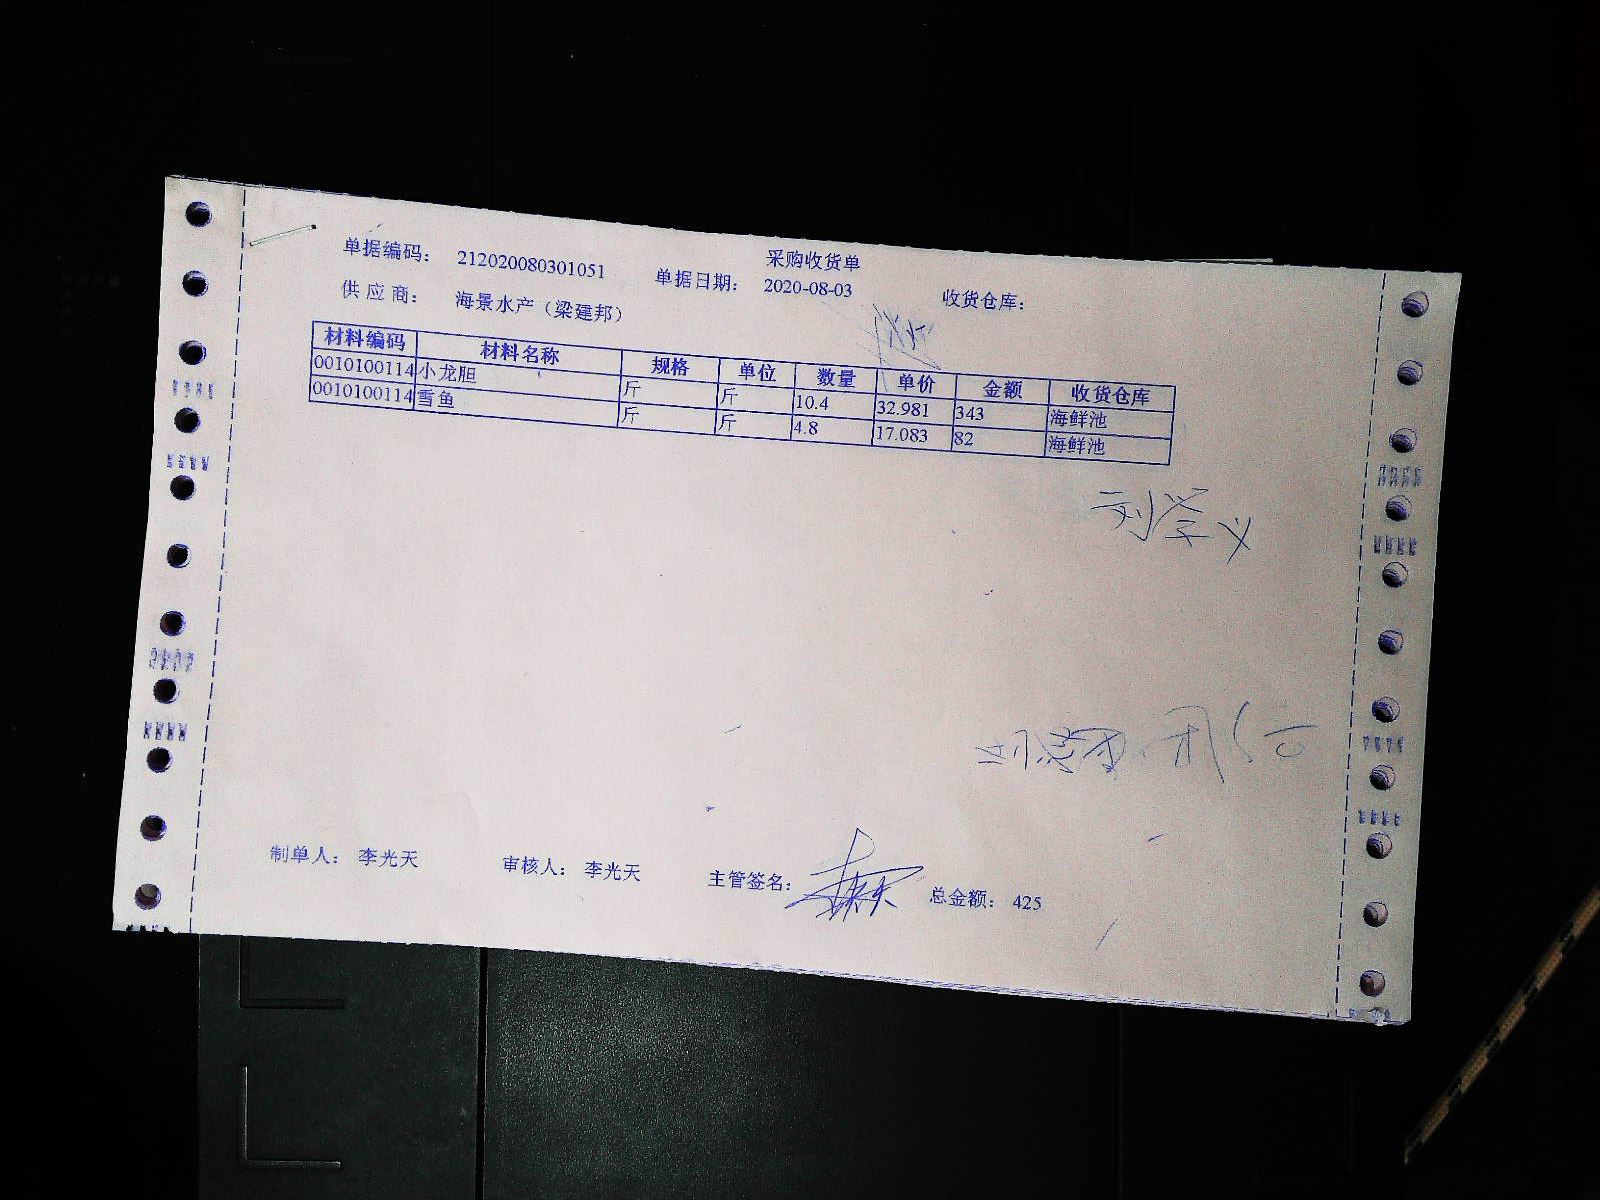 采购收货单
单据编码： 212020080301051 单据日期： 2020-08-03 收货仓库：
供应商： 海景水产（梁建邦）
材料编码 材料名称 规格 单位 数量 单价 金额 收货仓库
0010100114 小龙胆 斤 斤 10.4 32.981 343 海鲜池
0010100114 雪鱼 斤 斤 4.8 17.083 82 海鲜池
刘学义
制单人： 李光天 审核人： 李光天 主管签名： 总金额： 425